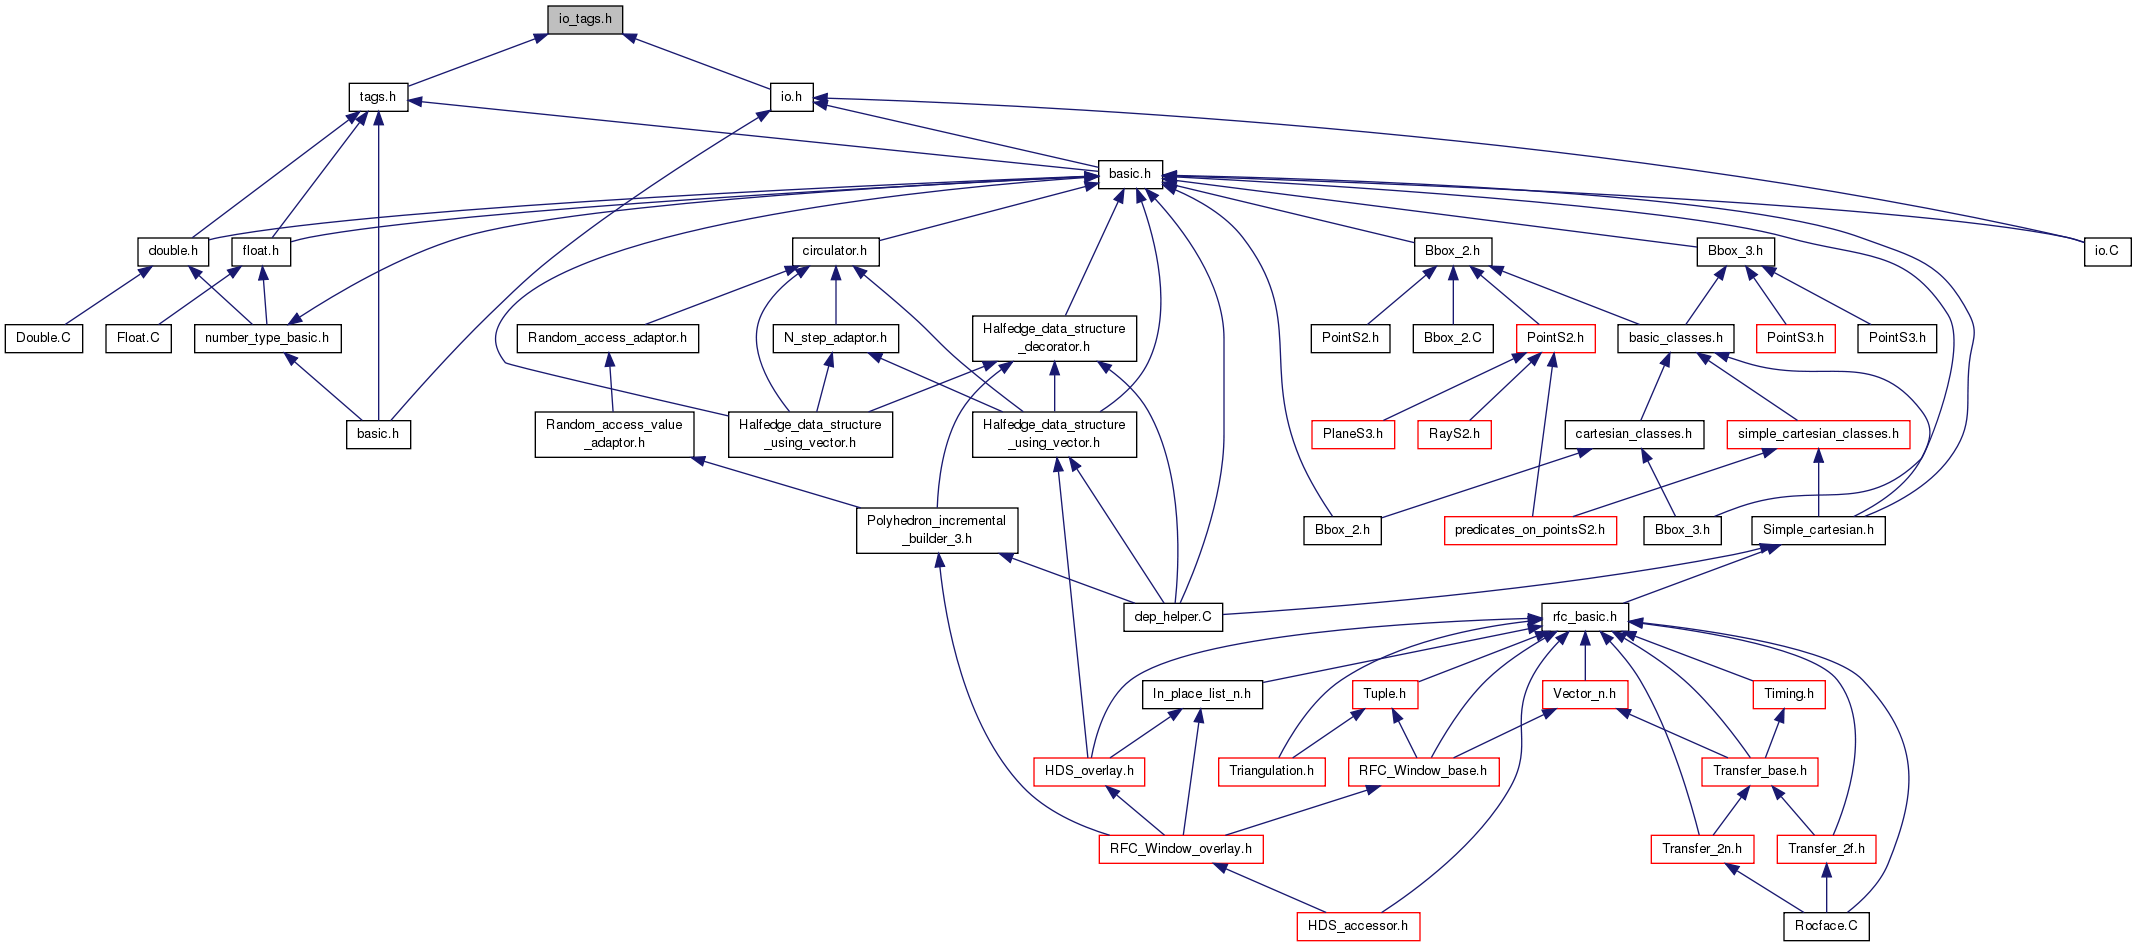 io_tags.h
tags.h
io.h
basic.h
double.h
float.h
circulator.h
Bbox_2.h
Bbox_3.h
io.C
Double.C
Float.C
number_type_basic.h
Random_access_adaptor.h
N_step_adaptor.h
Halfedge_data_structure
_decorator.h
PointS2.h
Bbox_2.C
PointS2.h
basic_classes.h
PointS3.h
PointS3.h
basic.h
Random_access_value
_adaptor.h
Halfedge_data_structure
_using_vector.h
Halfedge_data_structure
_using_vector.h
PlaneS3.h
RayS2.h
cartesian_classes.h
simple_cartesian_classes.h
Polyhedron_incremental
_builder_3.h
Bbox_2.h
predicates_on_pointsS2.h
Bbox_3.h
Simple_cartesian.h
dep_helper.C
rfc_basic.h
In_place_list_n.h
Tuple.h
Vector_n.h
Timing.h
HDS_overlay.h
Triangulation.h
RFC_Window_base.h
Transfer_base.h
RFC_Window_overlay.h
Transfer_2n.h
Transfer_2f.h
HDS_accessor.h
Rocface.C